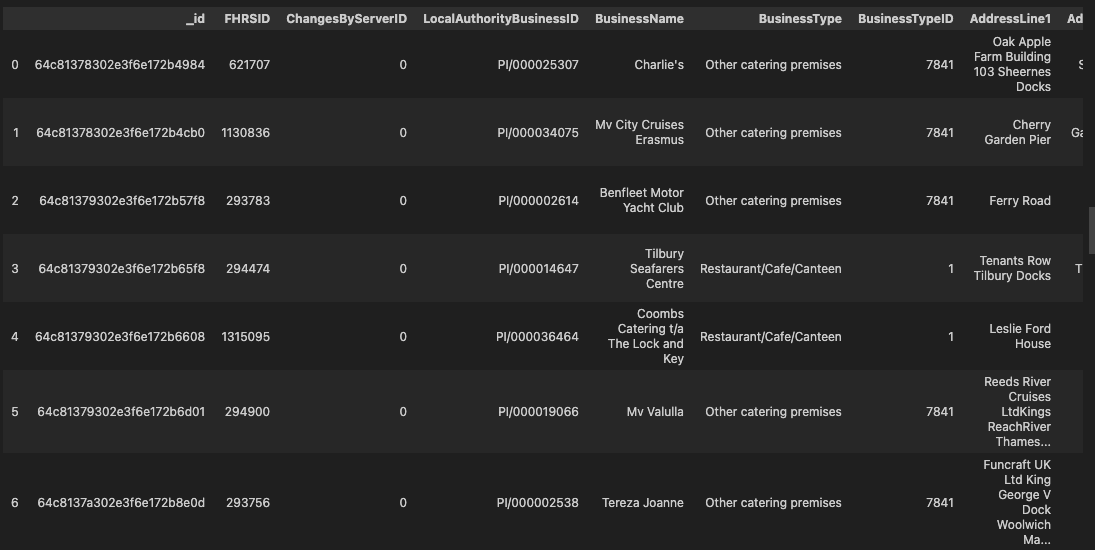 _id FHRSID ChangesByServerID LocalAuthorityBusinessID BusinessName BusinessType BusinessTypeID AddressLine1 Ad
0 64c81378302e3f6e172b4984 621707 0 PI/000025307 Charlie's Other catering premises 7841 Oak Apple
Farm Building
103 Sheernes
Docks S
1 64c81378302e3f6e172b4cb0 1130836 0 PI/000034075 Mv City Cruises
Erasmus Other catering premises 7841 Cherry
Garden Pier Ga
2 64c81379302e3f6e172b57f8 293783 0 PI/000002614 Benfleet Motor
Yacht Club Other catering premises 7841 Ferry Road
3 64c81379302e3f6e172b65f8 294474 0 PI/000014647 Tilbury
Seafarers
Centre Restaurant/Cafe/Canteen 1 Tenants Row
Tilbury Docks T
4 64c81379302e3f6e172b6608 1315095 0 PI/000036464 Coombs
Catering t/a
The Lock and
Key Restaurant/Cafe/Canteen 1 Leslie Ford
House
5 64c81379302e3f6e172b6d01 294900 0 PI/000019066 Mv Valulla Other catering premises 7841 Reeds River
Cruises
LtdKings
ReachRiver
Thames...
6 64c8137a302e3f6e172b8e0d 293756 0 PI/000002538 Tereza Joanne Other catering premises 7841 Funcraft UK
Ltd King
George V
Dock
Woolwich
Ma...